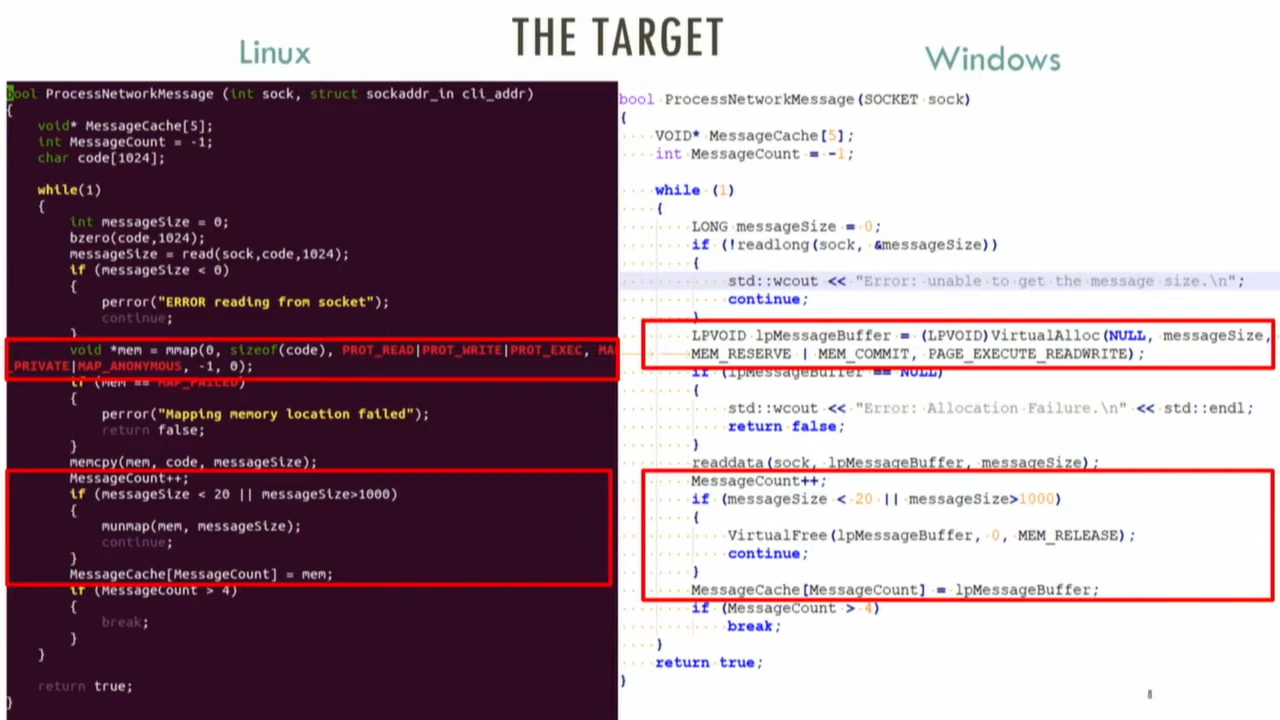 THE TARGET
Linux
bool ProcessNetworkMessage (int sock, struct sockaddr_in cli_addr)
{
void* MessageCache[5];
int MessageCount = -1;
char code[1024];
while(1)
{
int messageSize = 0;
bzero(code,1024);
messageSize = read(sock,code,1024);
if (messageSize < 0)
{
perror("ERROR reading from socket");
continue;
}
void *mem = mmap(0, sizeof(code), PROT_READ|PROT_WRITE|PROT_EXEC, MA
_PRIVATE|MAP_ANONYMOUS, -1, 0);
if (mem == MAP_FAILED)
{
perror("Mapping memory location failed");
return false;
}
memcpy(mem, code, messageSize);
MessageCount++;
if (messageSize < 20 || messageSize>1000)
{
munmap(mem, messageSize);
continue;
}
MessageCache[MessageCount] = mem;
if (MessageCount > 4)
{
break;
}
}
return true;
}
Windows
bool ProcessNetworkMessage(SOCKET sock)
{
VOID* MessageCache[5];
int MessageCount = -1;
while (1)
{
LONG messageSize = 0;
if (!readlong(sock, &messageSize))
{
std::wcout << "Error: unable to get the message size.\n";
continue;
}
LPVOID lpMessageBuffer = (LPVOID)VirtualAlloc(NULL, messageSize,
MEM_RESERVE | MEM_COMMIT, PAGE_EXECUTE_READWRITE);
if (lpMessageBuffer == NULL)
{
std::wcout << "Error: Allocation Failure.\n" << std::endl;
return false;
}
readdata(sock, lpMessageBuffer, messageSize);
MessageCount++;
if (messageSize < 20 || messageSize>1000)
{
VirtualFree(lpMessageBuffer, 0, MEM_RELEASE);
continue;
}
MessageCache[MessageCount] = lpMessageBuffer;
if (MessageCount > 4)
break;
}
return true;
}
8